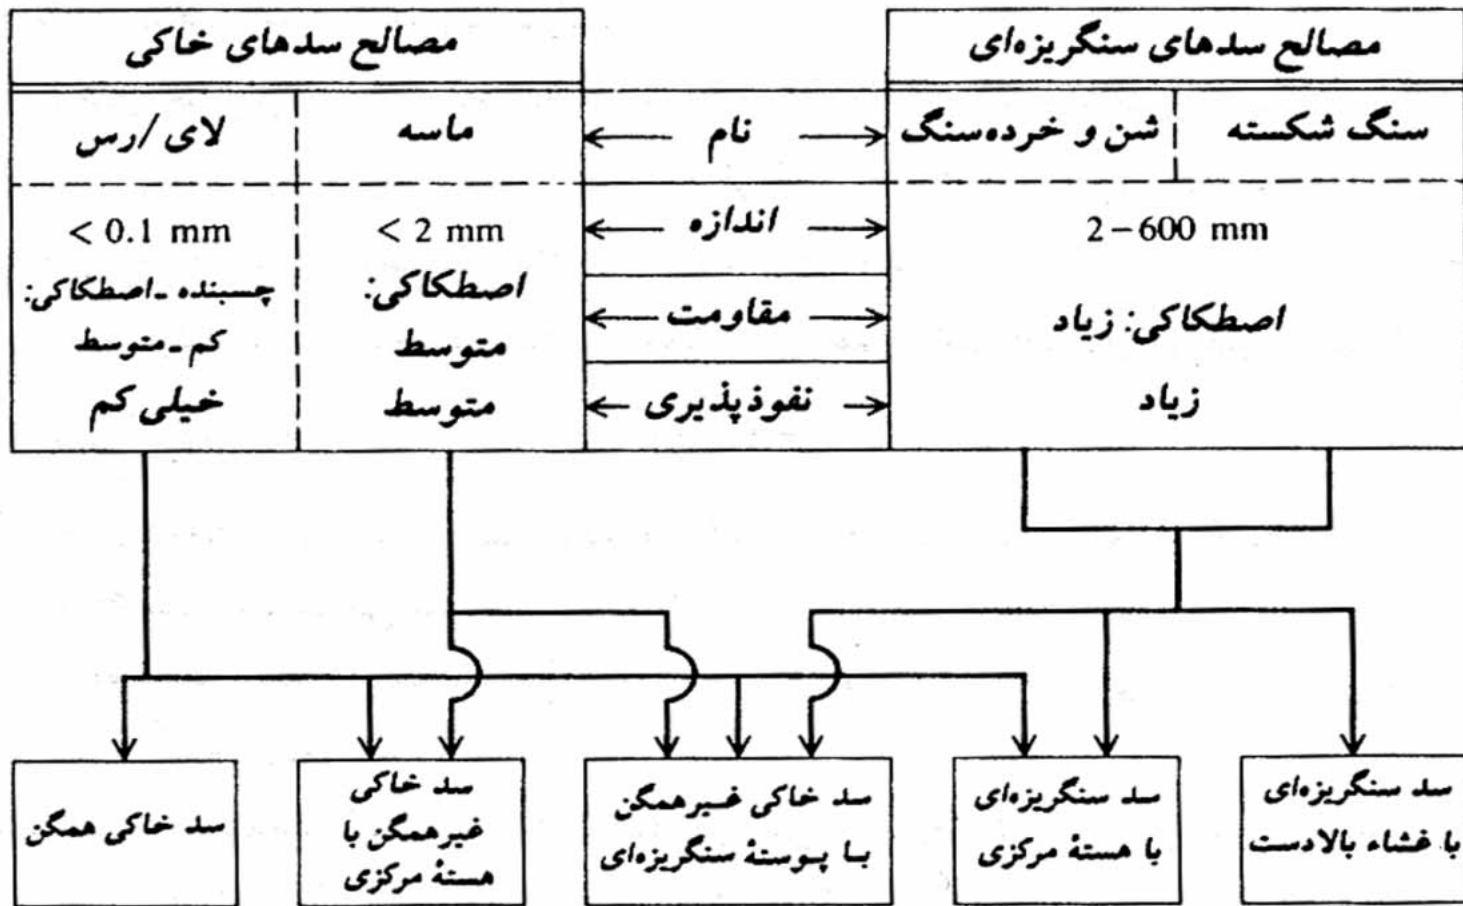 مصالح سدهای سنگریزه‌ای
مصالح سدهای خاکی
سنگ شکسته
شن و خرده‌سنگ
نام
ماسه
لای / رس
2-600 mm
اندازه
< 2 mm
< 0.1 mm
اصطکاکی: زیاد
مقاومت
اصطکاکی:
متوسط
چسبنده ـ اصطکاکی:
کم ـ متوسط
زیاد
نفوذپذیری
متوسط
خیلی کم
سد سنگریزه‌ای
با غشاء بالادست
سد سنگریزه‌ای
با هستهٔ مرکزی
سد خاکی غیرهمگن
با پوستهٔ سنگریزه‌ای
سد خاکی
غیرهمگن با
هستهٔ مرکزی
سد خاکی همگن